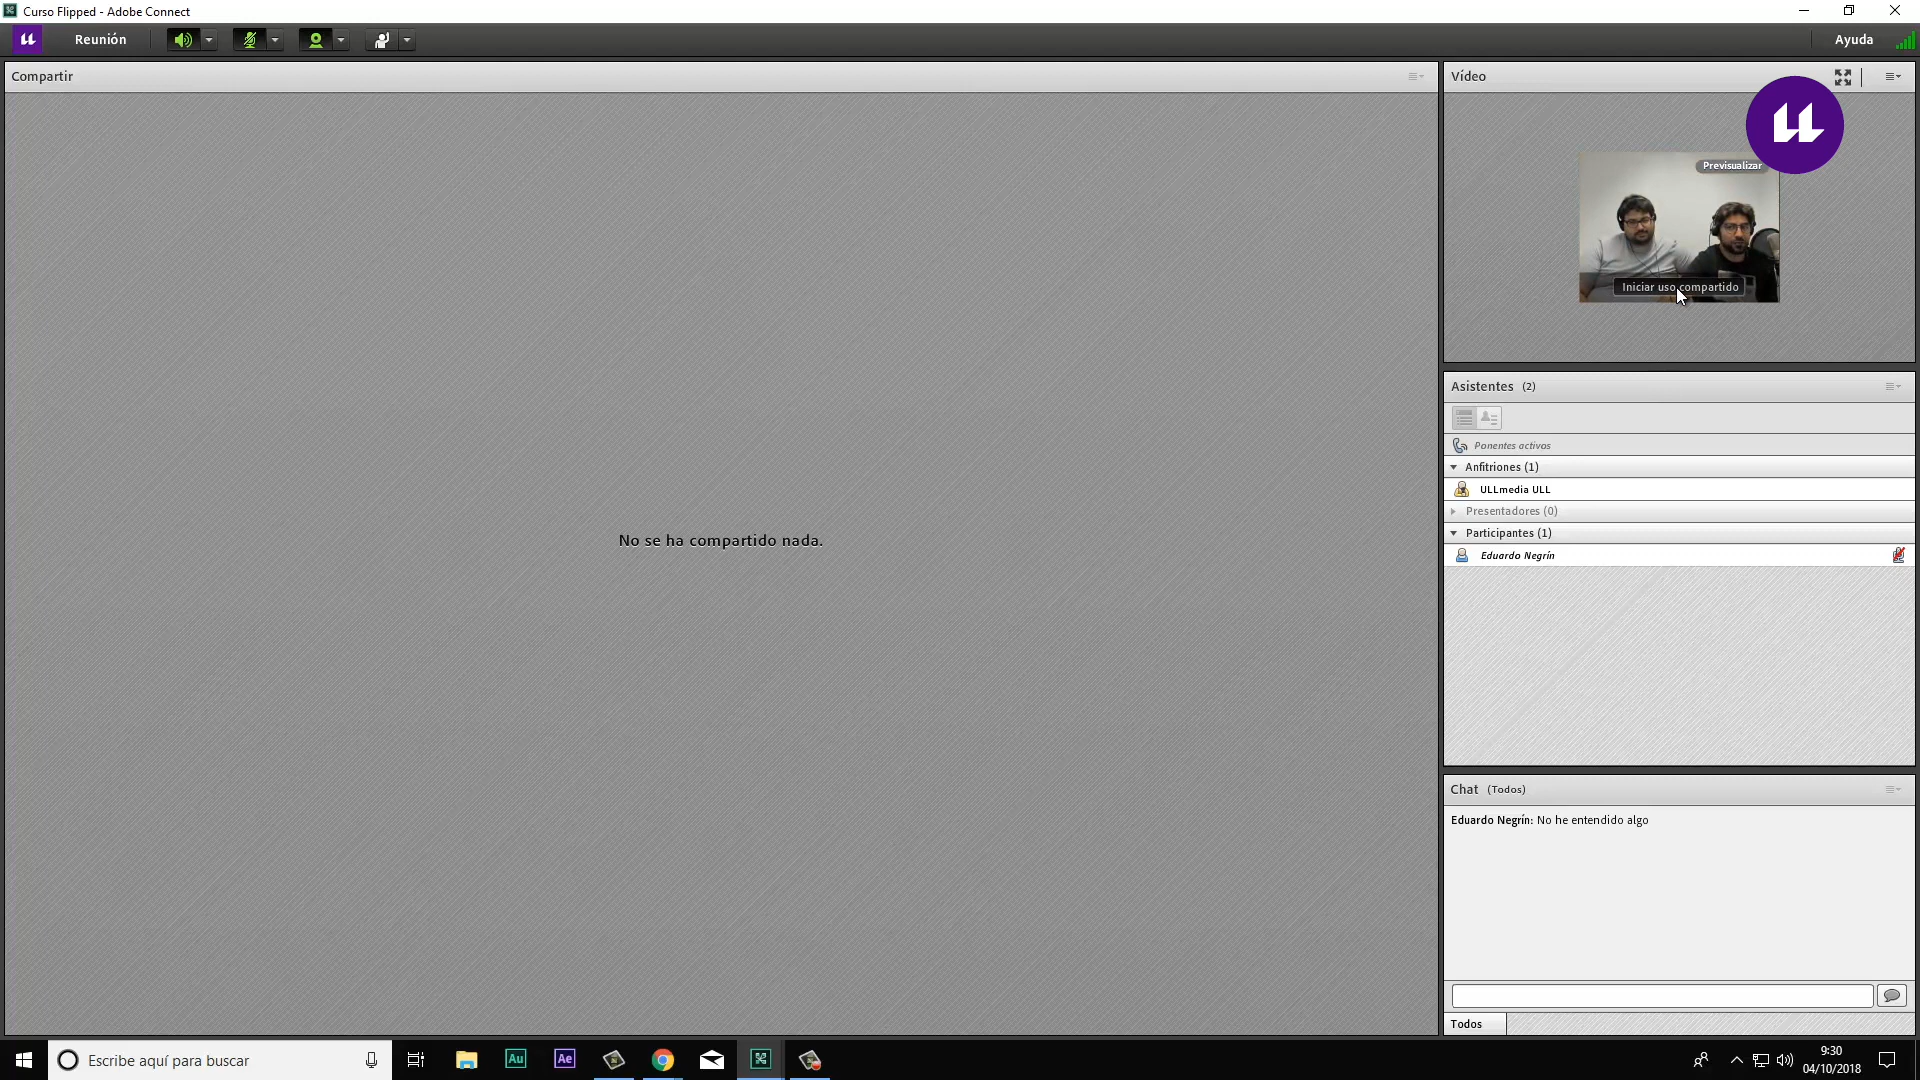 Curso Flipped - Adobe Connect
Reunión
Ayuda
Compartir
No se ha compartido nada.
Vídeo
Previsualizar
Iniciar uso compartido
Asistentes (2)
Ponentes activos
Anfitriones (1)
ULLmedia ULL
Presentadores (0)
Participantes (1)
Eduardo Negrín
Chat (Todos)
Eduardo Negrín: No he entendido algo
Todos
Escribe aquí para buscar
Au
Ae
9:30
04/10/2018